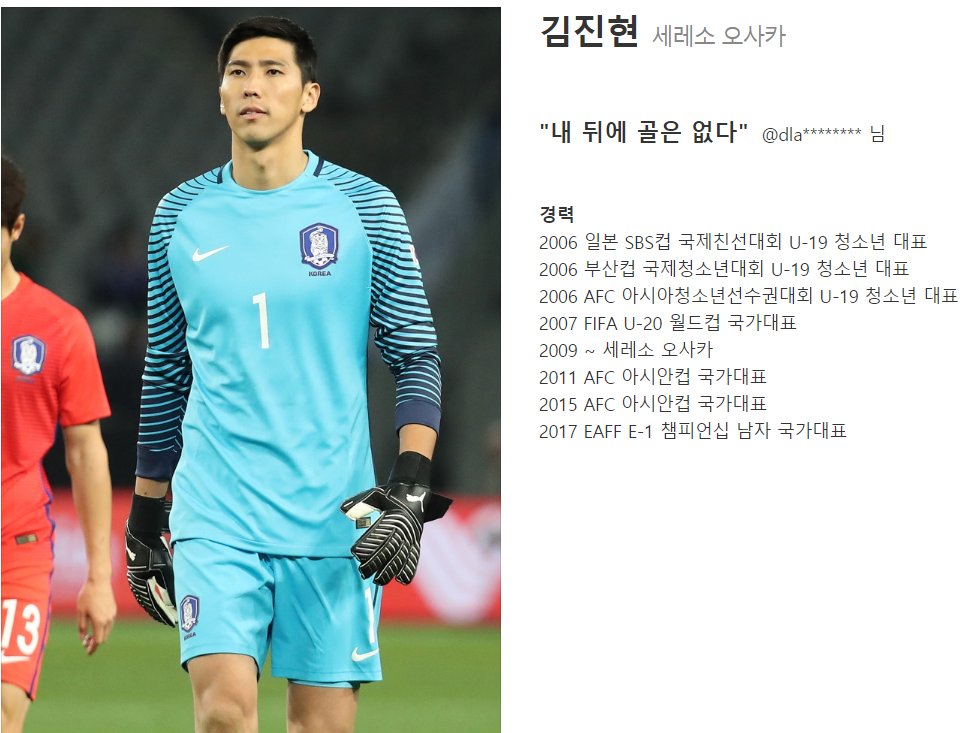 김진현 세레소 오사카
"내 뒤에 골은 없다" @dla******** 님
경력
2006 일본 SBS컵 국제친선대회 U-19 청소년 대표
2006 부산컵 국제청소년대회 U-19 청소년 대표
2006 AFC 아시아청소년선수권대회 U-19 청소년 대표
2007 FIFA U-20 월드컵 국가대표
2009 ~ 세레소 오사카
2011 AFC 아시안컵 국가대표
2015 AFC 아시안컵 국가대표
2017 EAFF E-1 챔피언십 남자 국가대표
KOREA
1
1
KOREA
13